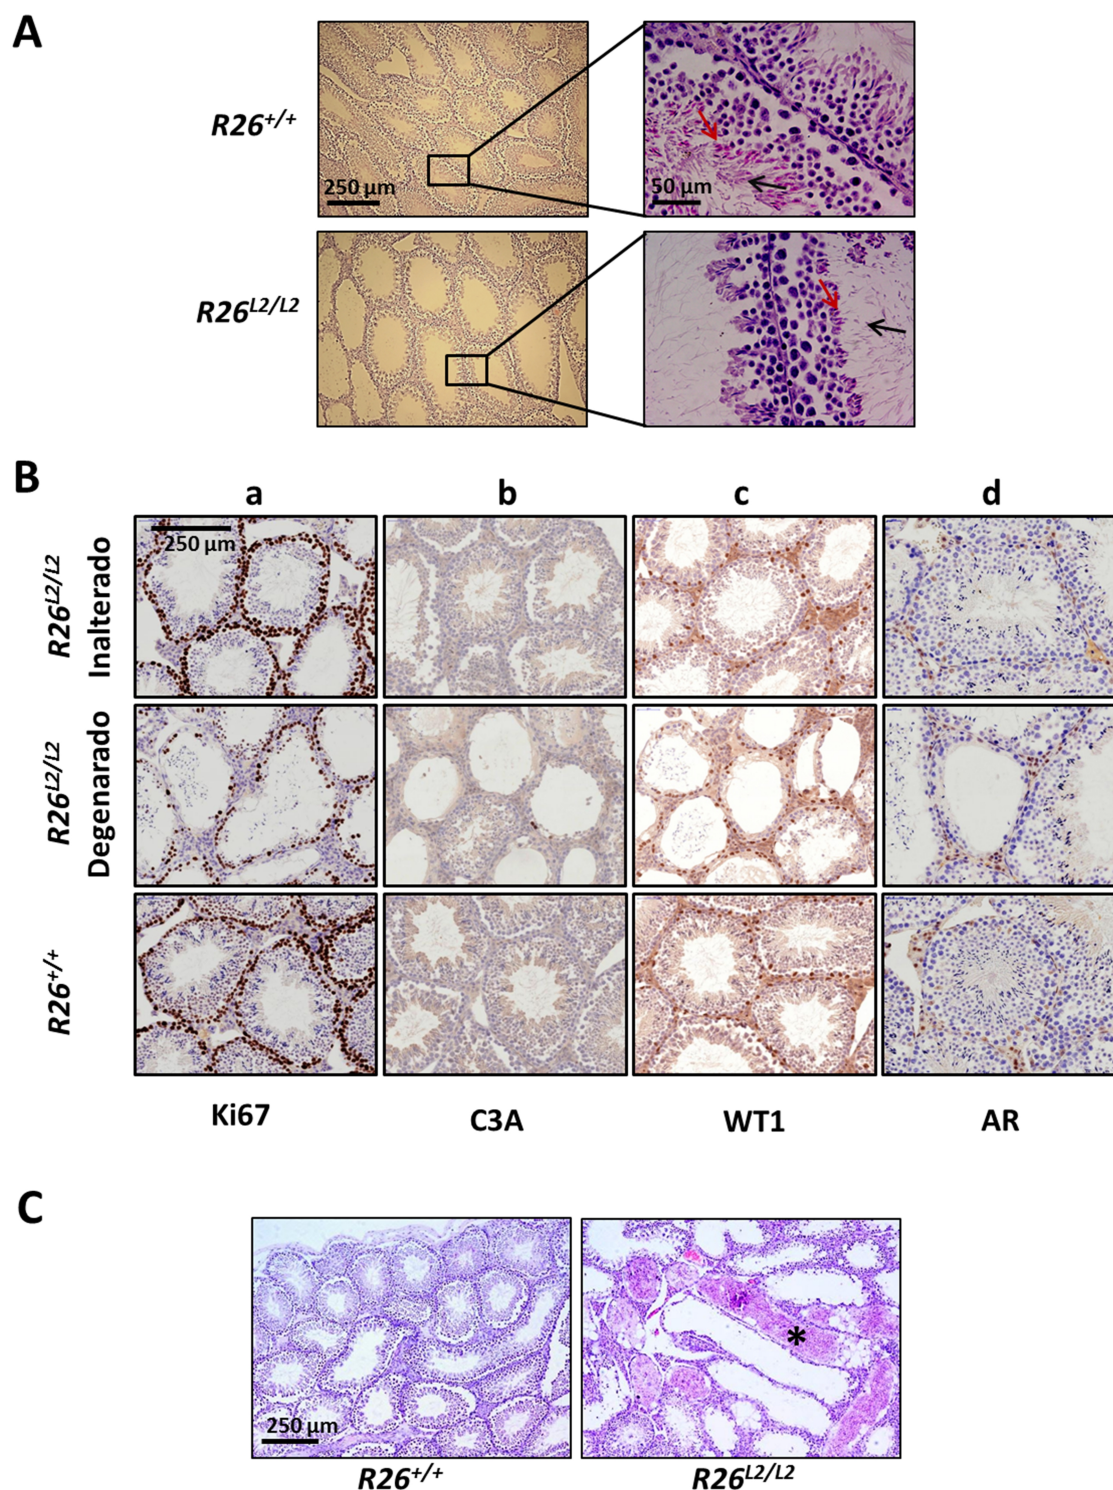 A
R26+/+
250 µm
50 µm
R26L2/L2
B
a b c d
R26L2/L2
Inalterado
250 µm
R26L2/L2
Degenarado
R26+/+
Ki67 C3A WT1 AR
C
250 µm
R26+/+ R26L2/L2